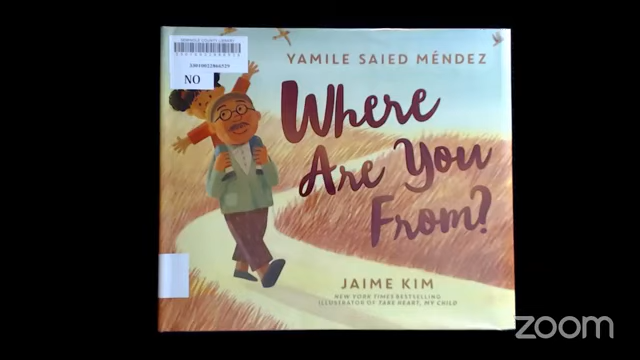 YAMILE SAIED MÉNDEZ
NO
Where
Are You
From?
JAIME KIM
NEW YORK TIMES BESTSELLING
ILLUSTRATOR OF TAKE HEART, MY CHILD
zoom